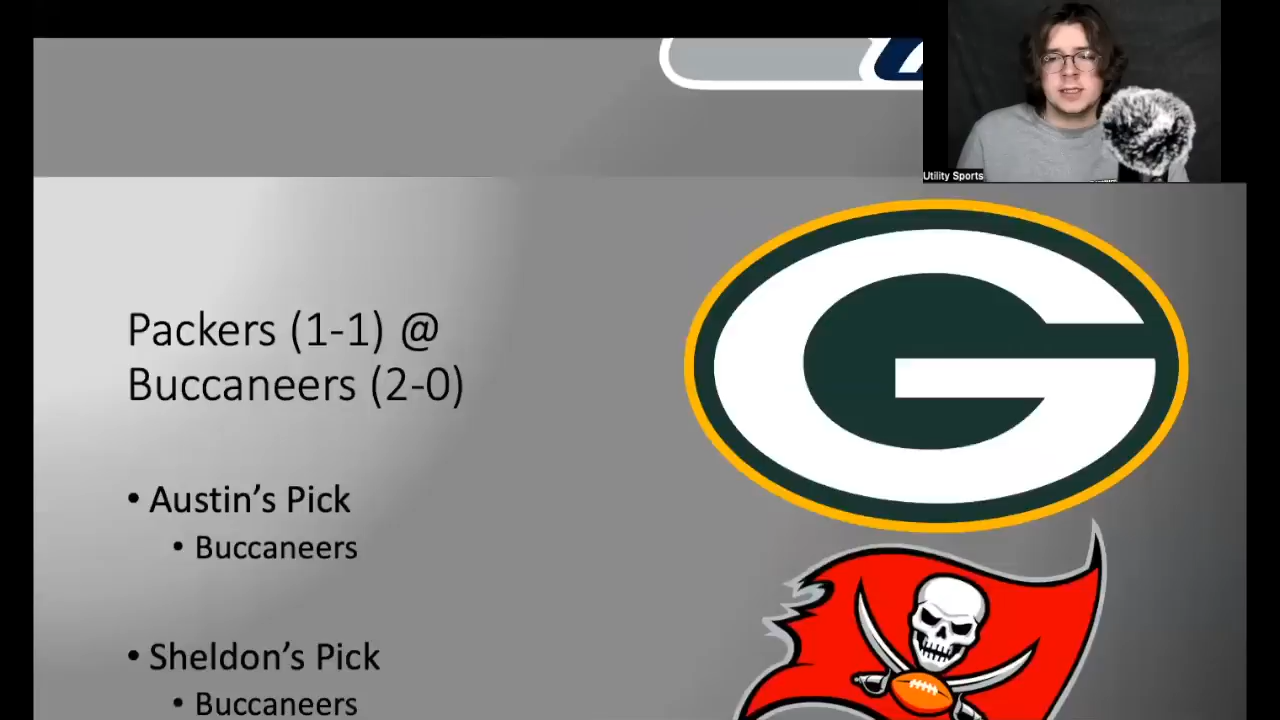 Utility Sports
Packers (1-1) @
Buccaneers (2-0)
• Austin’s Pick
• Buccaneers
• Sheldon’s Pick
• Buccaneers
G